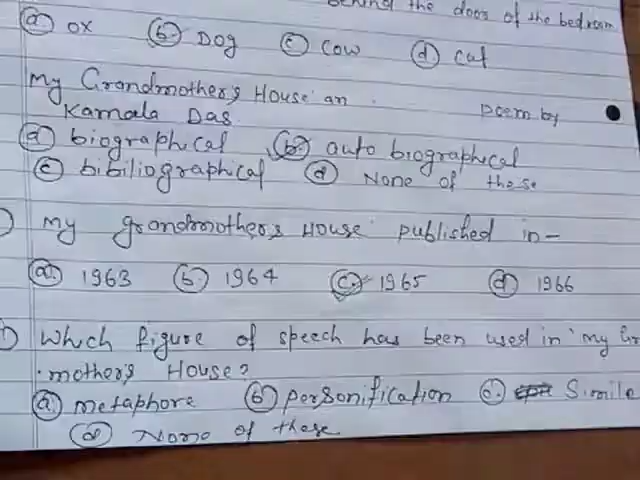 behind the door of the bedroom
(a) ox (b) Dog (c) cow (d) cat
My Grandmother's House an Poem by
Kamala Das.
(a) biographical (b) auto biographical
(c) bibiliographical (d) None of these
My grandmother's House published in-
(a) 1963 (b) 1964 (c) 1965 (d) 1966
Which figure of speech has been used in 'my Gr
mother's House?
(a) metaphore (b) personification (c) Simile
(d) None of these